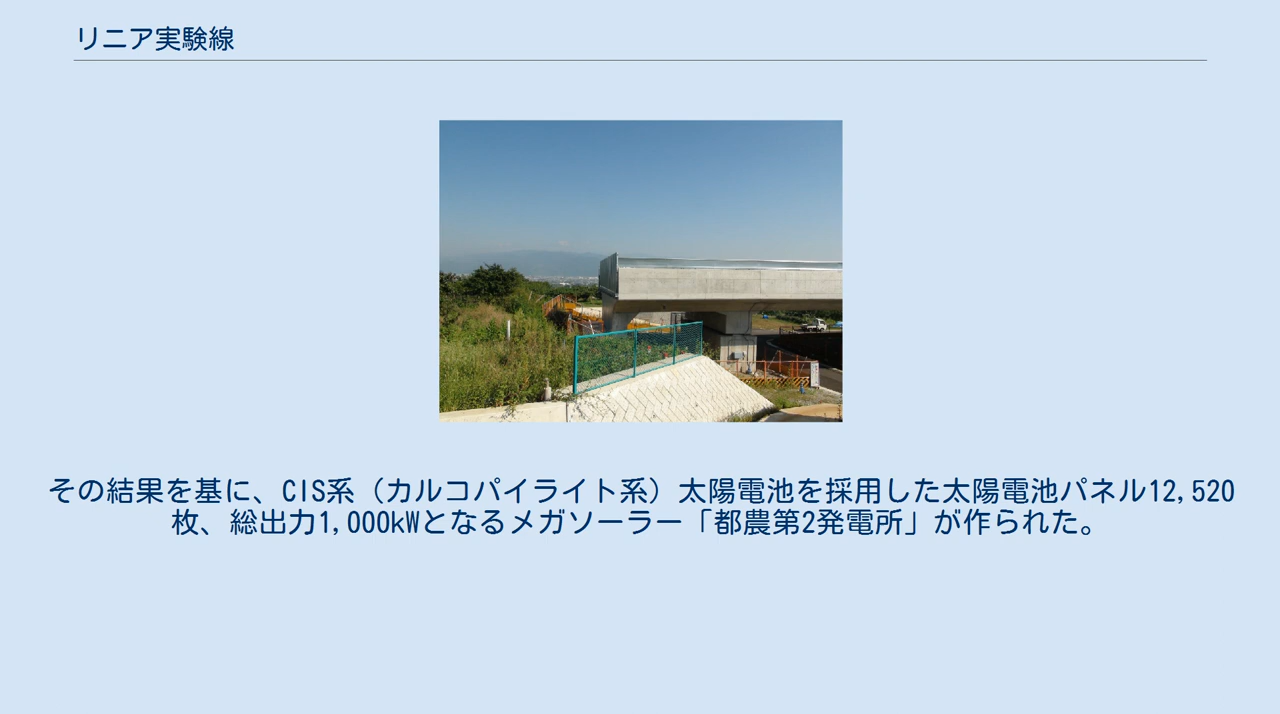 リニア実験線
その結果を基に、CIS系（カルコパイライト系）太陽電池を採用した太陽電池パネル12,520
枚、総出力1,000kWとなるメガソーラー「都農第2発電所」が作られた。